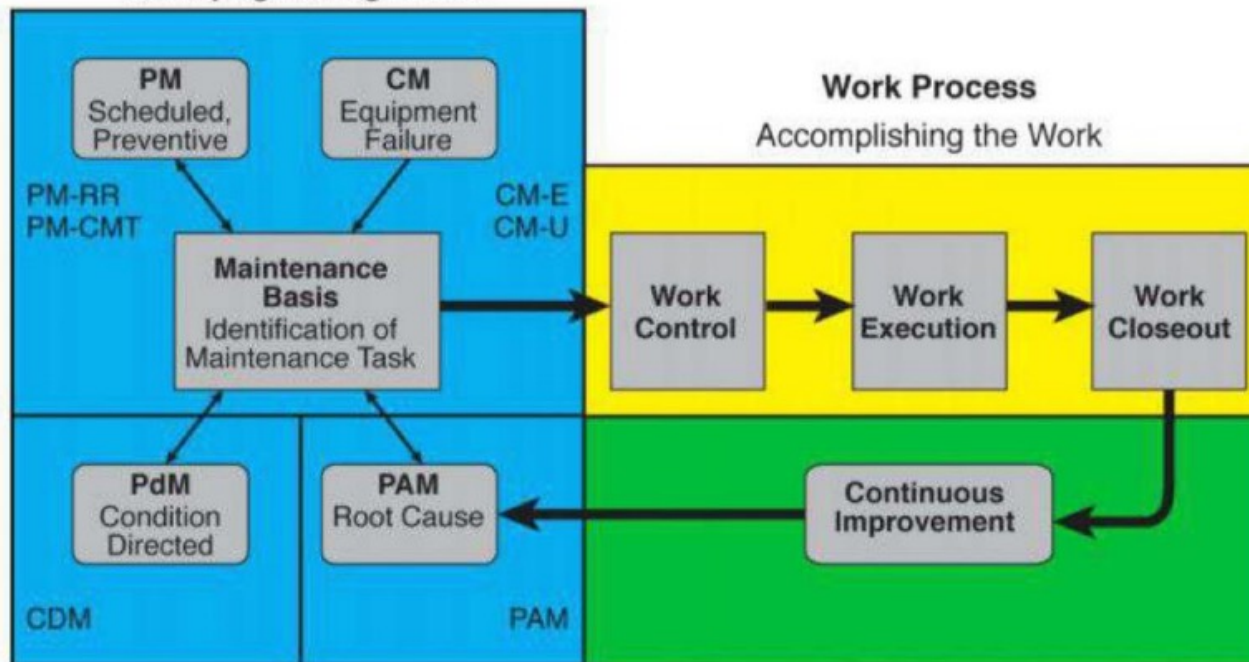 PM
Scheduled,
Preventive
CM
Equipment
Failure
Work Process
Accomplishing the Work
PM-RR
PM-CMT
CM-E
CM-U
Maintenance
Basis
Identification of
Maintenance Task
Work
Control
Work
Execution
Work
Closeout
PdM
Condition
Directed
PAM
Root Cause
Continuous
Improvement
CDM
PAM